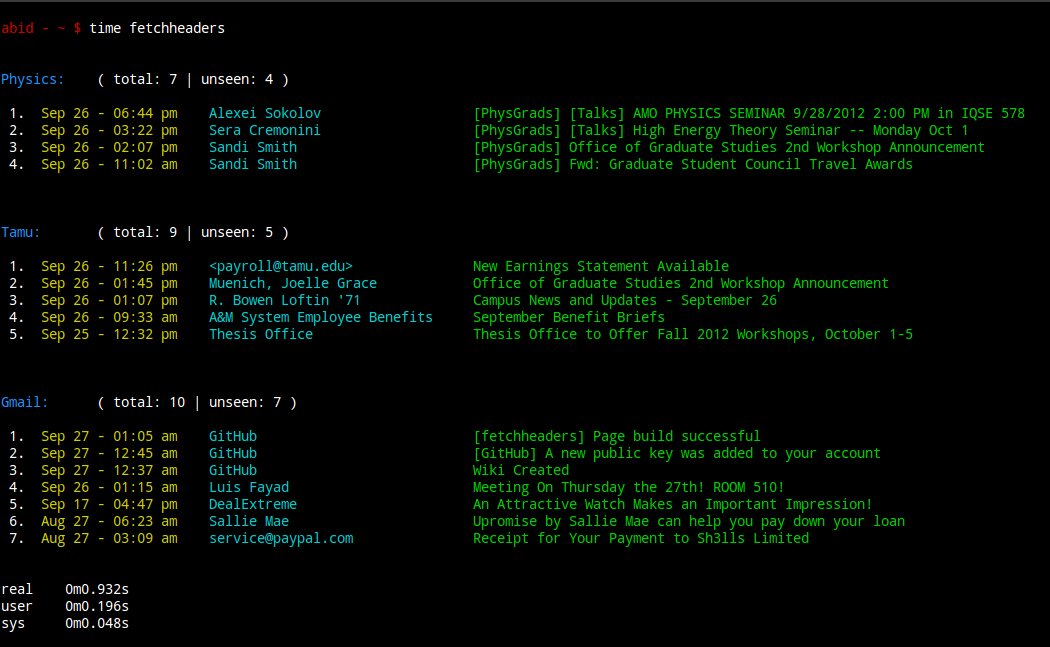 abid - ~ $ time fetchheaders
Physics: ( total: 7 | unseen: 4 )
1. Sep 26 - 06:44 pm Alexei Sokolov [PhysGrads] [Talks] AMO PHYSICS SEMINAR 9/28/2012 2:00 PM in IQSE 578
2. Sep 26 - 03:22 pm Sera Cremonini [PhysGrads] [Talks] High Energy Theory Seminar -- Monday Oct 1
3. Sep 26 - 02:07 pm Sandi Smith [PhysGrads] Office of Graduate Studies 2nd Workshop Announcement
4. Sep 26 - 11:02 am Sandi Smith [PhysGrads] Fwd: Graduate Student Council Travel Awards
Tamu: ( total: 9 | unseen: 5 )
1. Sep 26 - 11:26 pm <payroll@tamu.edu> New Earnings Statement Available
2. Sep 26 - 01:45 pm Muenich, Joelle Grace Office of Graduate Studies 2nd Workshop Announcement
3. Sep 26 - 01:07 pm R. Bowen Loftin '71 Campus News and Updates - September 26
4. Sep 26 - 09:33 am A&M System Employee Benefits September Benefit Briefs
5. Sep 25 - 12:32 pm Thesis Office Thesis Office to Offer Fall 2012 Workshops, October 1-5
Gmail: ( total: 10 | unseen: 7 )
1. Sep 27 - 01:05 am GitHub [fetchheaders] Page build successful
2. Sep 27 - 12:45 am GitHub [GitHub] A new public key was added to your account
3. Sep 27 - 12:37 am GitHub Wiki Created
4. Sep 26 - 01:15 am Luis Fayad Meeting On Thursday the 27th! ROOM 510!
5. Sep 17 - 04:47 pm DealExtreme An Attractive Watch Makes an Important Impression!
6. Aug 27 - 06:23 am Sallie Mae Upromise by Sallie Mae can help you pay down your loan
7. Aug 27 - 03:09 am service@paypal.com Receipt for Your Payment to Sh3lls Limited
real 0m0.932s
user 0m0.196s
sys 0m0.048s